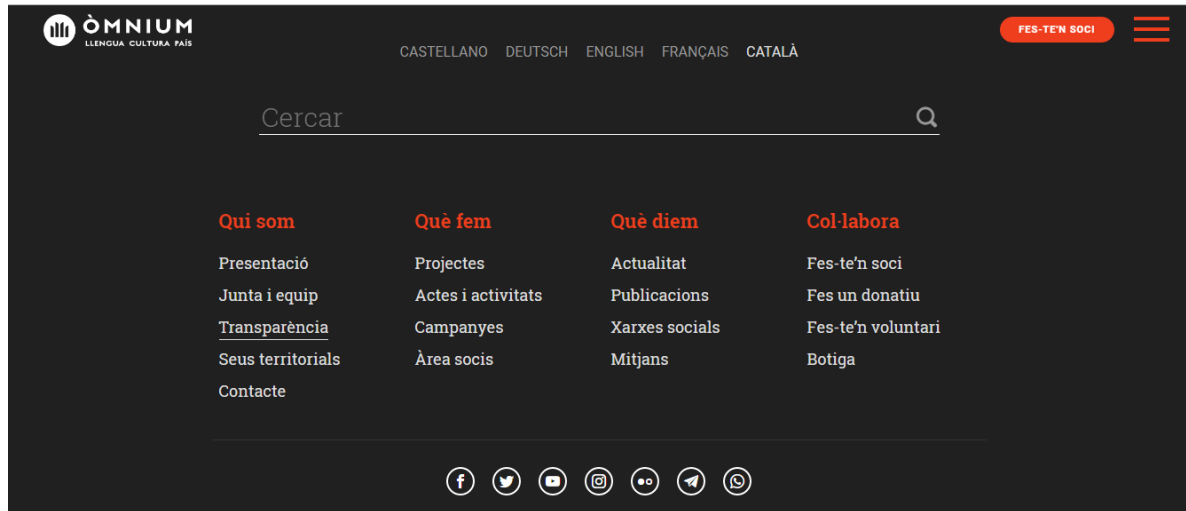 ÒMNIUM
LLENGUA CULTURA PAÍS
CASTELLANO DEUTSCH ENGLISH FRANÇAIS CATALÀ
FES-TE'N SOCI
Cercar
Qui som
Presentació
Junta i equip
Transparència
Seus territorials
Contacte
Què fem
Projectes
Actes i activitats
Campanyes
Àrea socis
Què diem
Actualitat
Publicacions
Xarxes socials
Mitjans
Col·labora
Fes-te’n soci
Fes un donatiu
Fes-te’n voluntari
Botiga